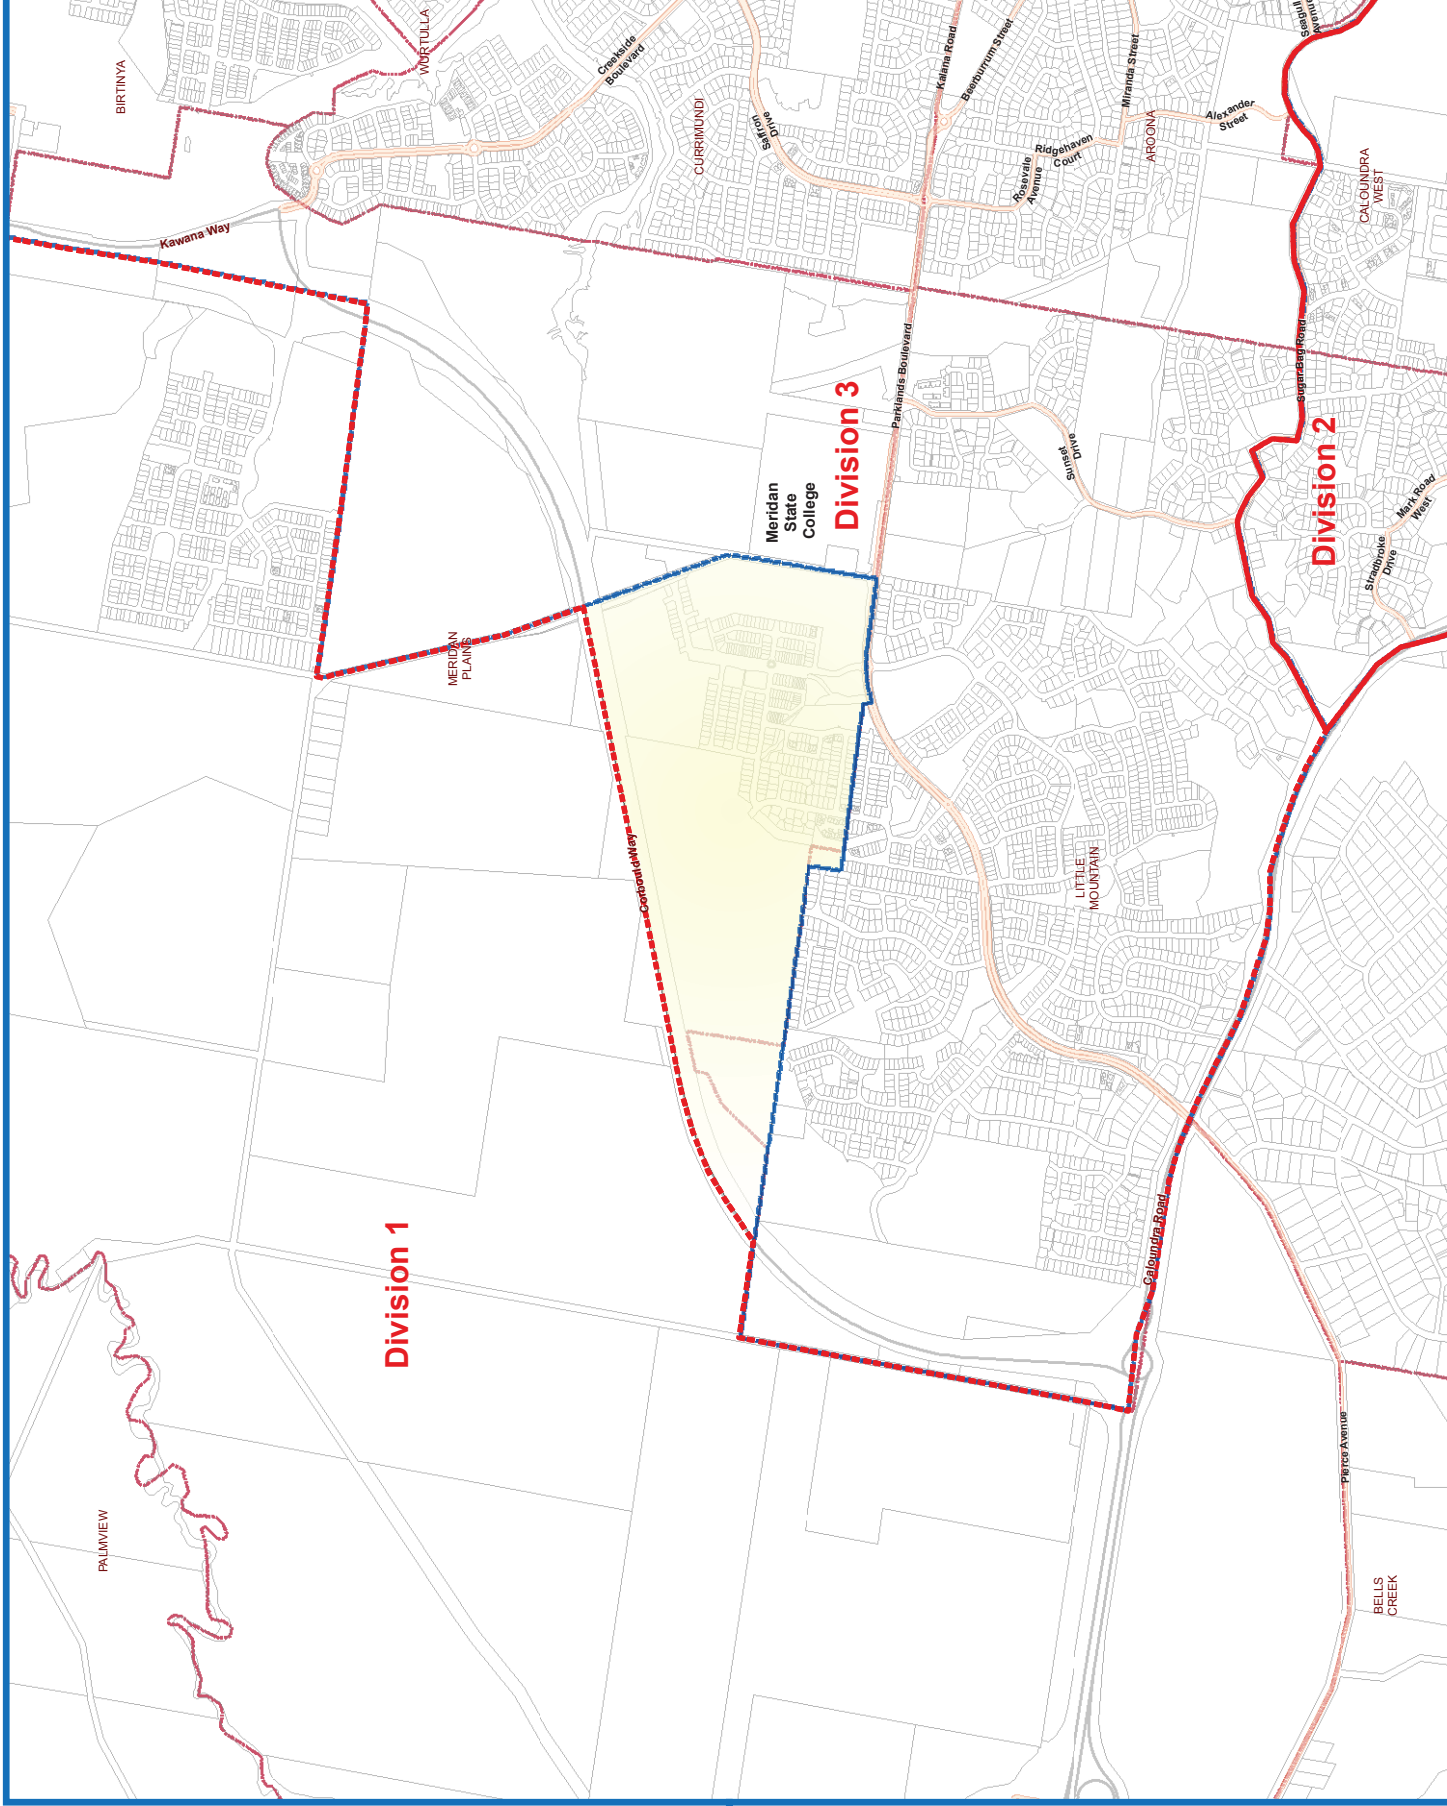 BIRTINYA
WURTULLA
Creekside
Boulevard
Kawana Way
CURRIMUNDI
Saffron
Drive
Kalana Road
Beerburrum Street
Miranda Street
Seagull
Avenue
Alexander
Street
AROONA
Ridgehaven
Court
Rosevale
Avenue
CALOUNDRA
WEST
Parklands Boulevard
Sugar Bag Road
Division 3
Meridan
State
College
Sunset
Drive
Division 2
Mark Road
West
Stradbroke
Drive
MERIDAN
PLAINS
Corbould Way
LITTLE
MOUNTAIN
Division 1
Caloundra Road
Pierce Avenue
PALMVIEW
BELLS
CREEK